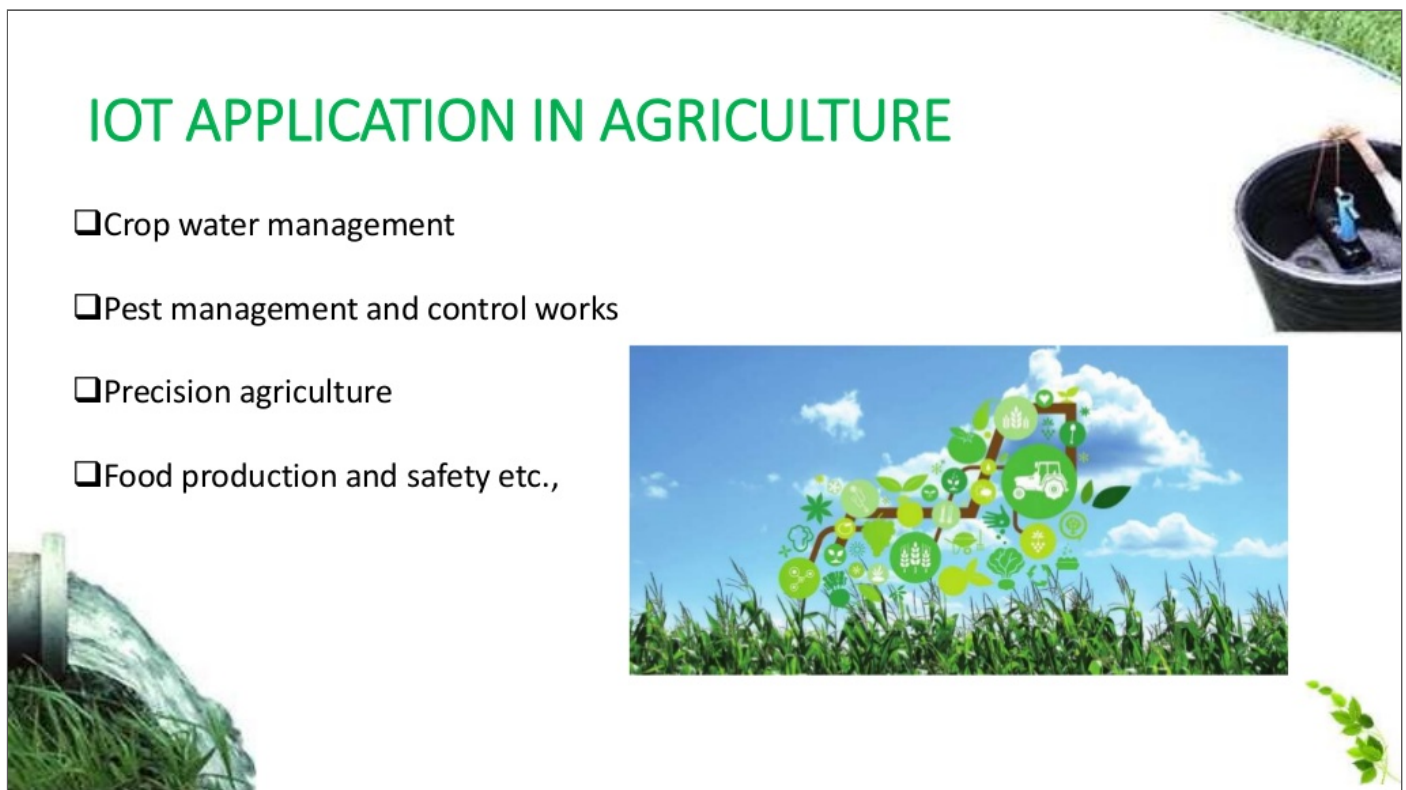 IOT APPLICATION IN AGRICULTURE
❑Crop water management
❑Pest management and control works
❑Precision agriculture
❑Food production and safety etc.,